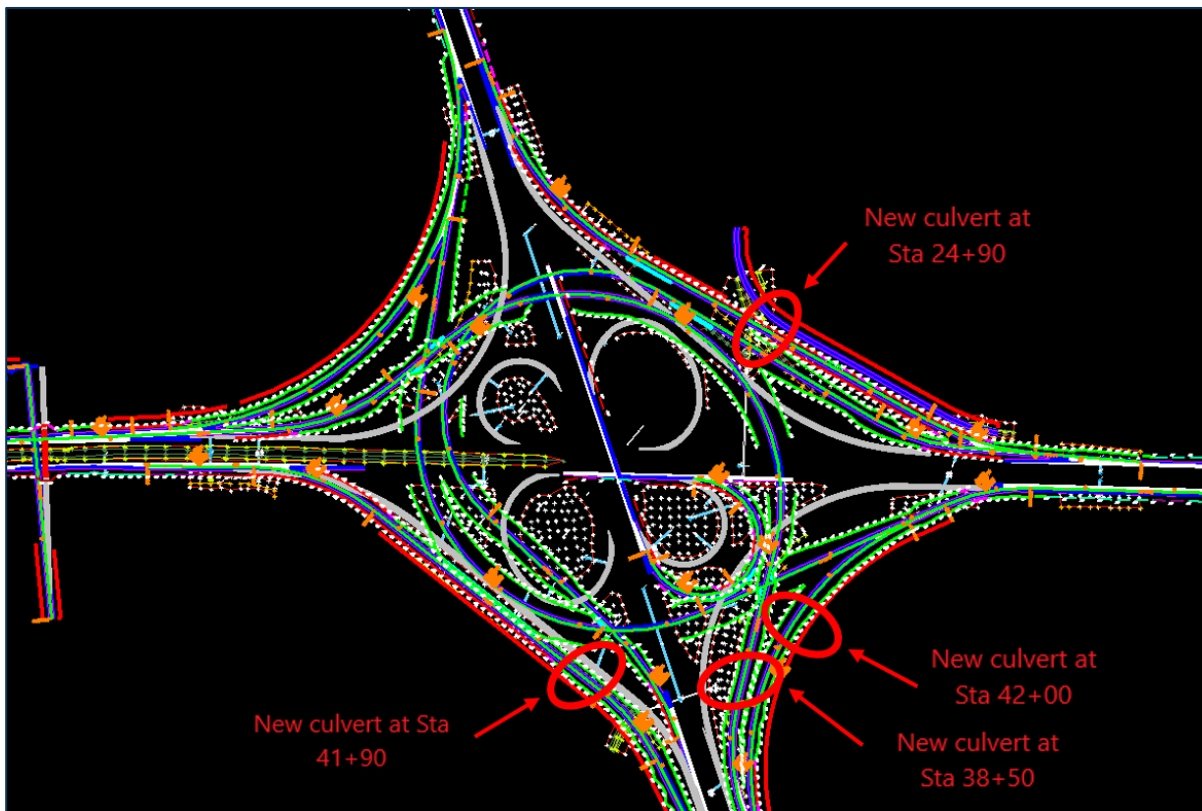 New culvert at
Sta 24+90
New culvert at
Sta 42+00
New culvert at Sta
41+90
New culvert at
Sta 38+50